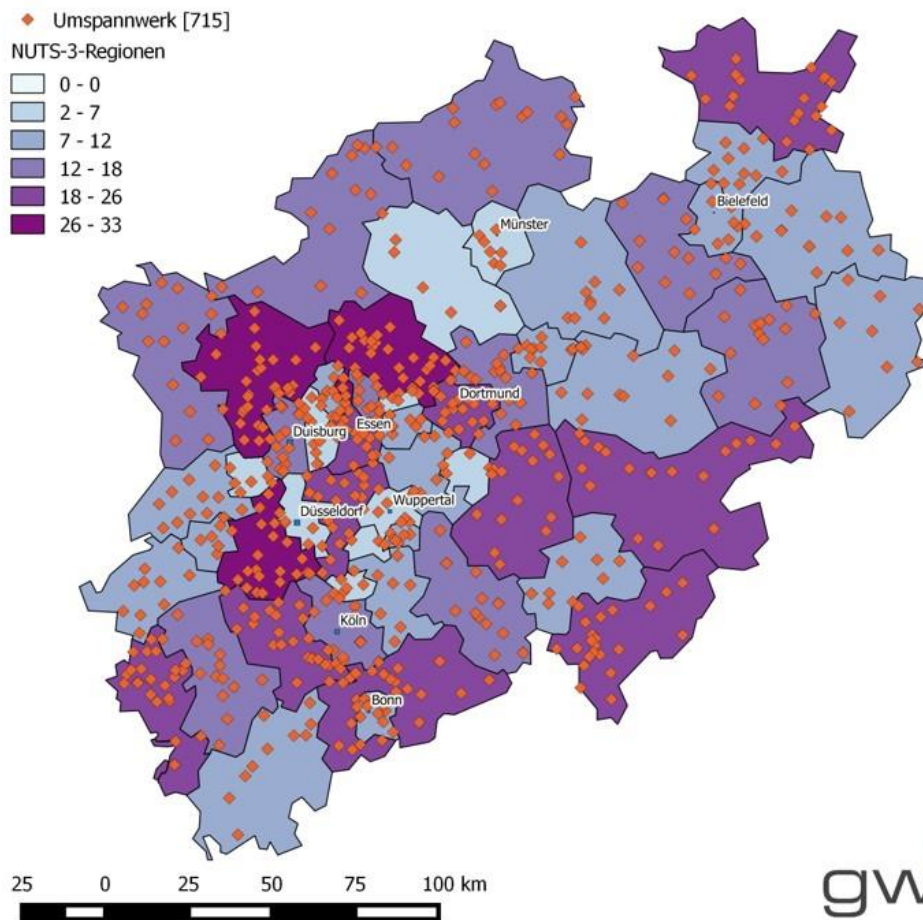 Umspannwerk [715]
NUTS-3-Regionen
0 - 0
2 - 7
7 - 12
12 - 18
18 - 26
26 - 33
Münster
Bielefeld
Dortmund
Essen
Duisburg
Wuppertal
Düsseldorf
Köln
Bonn
25 0 25 50 75 100 km
gw